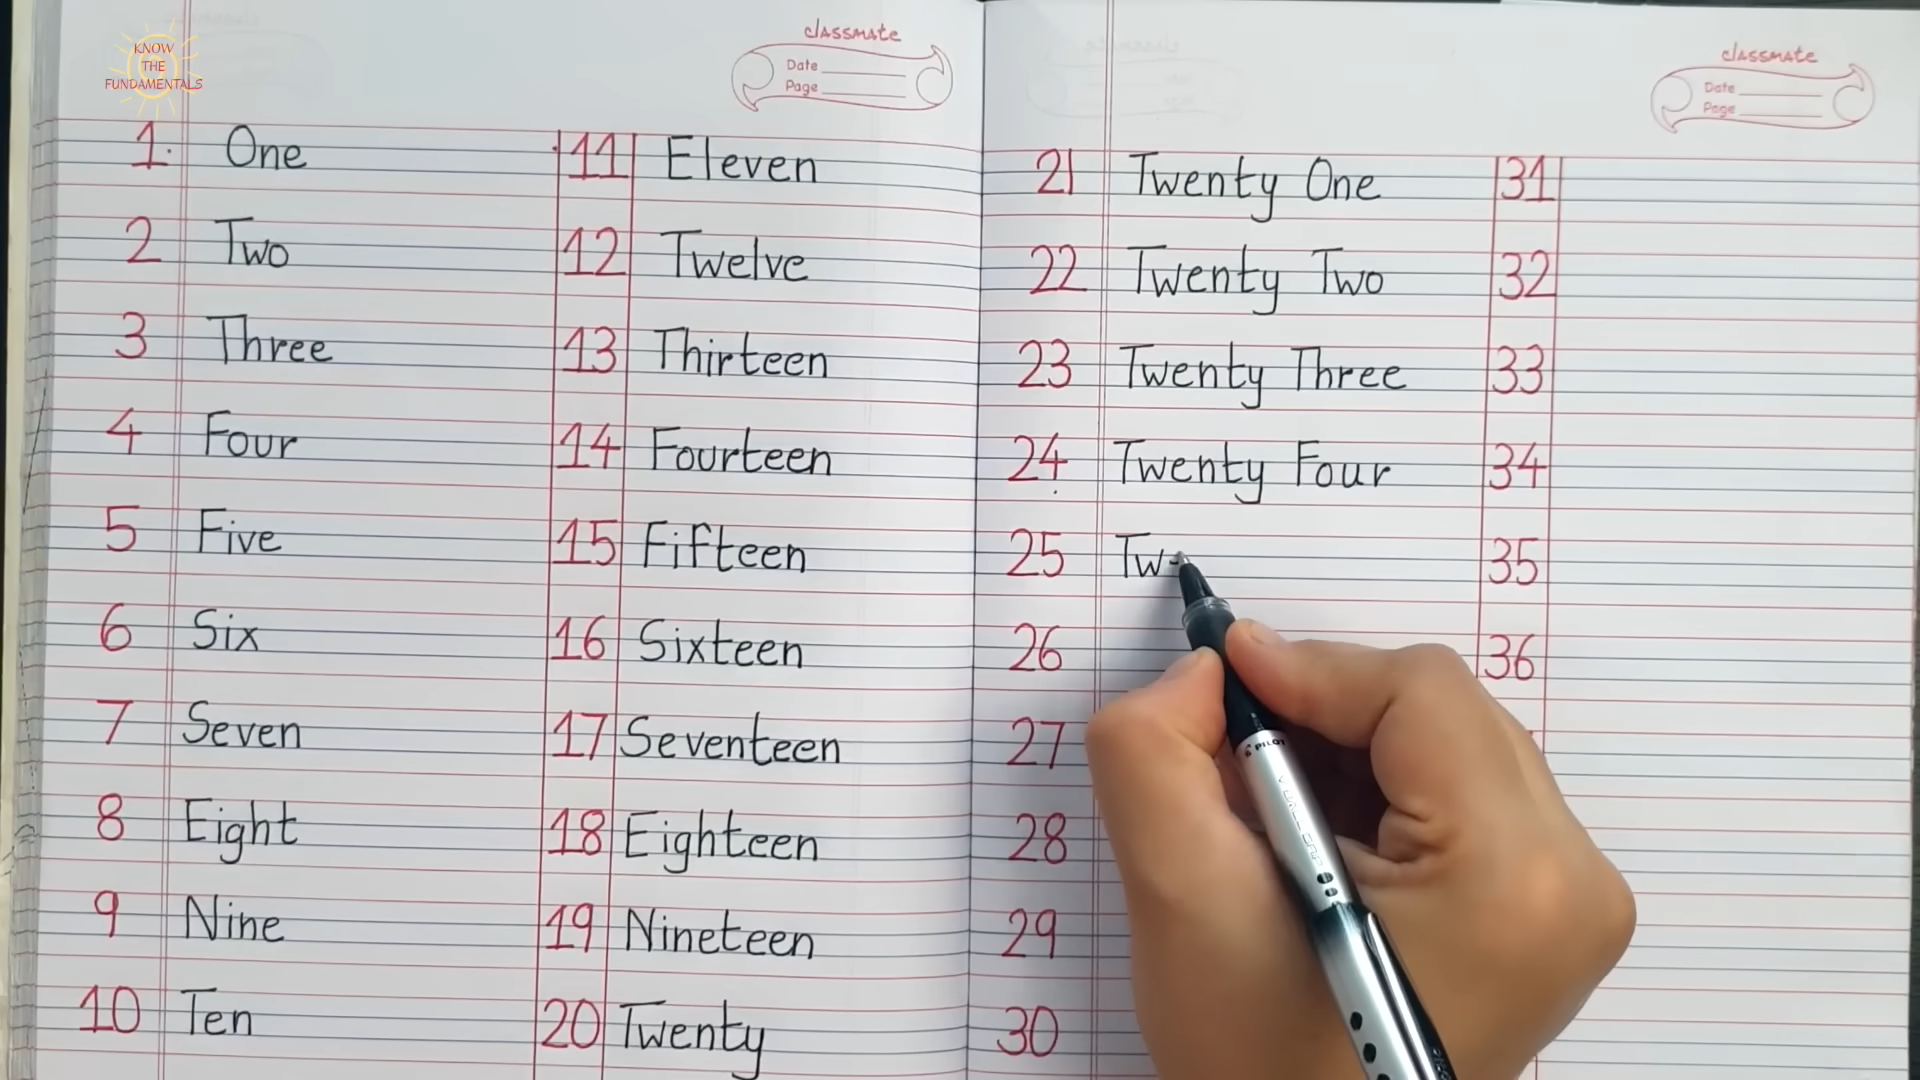 KNOW
THE
FUNDAMENTALS
classmate
Date
Page
classmate
Date
Page
1. One
2 Two
3 Three
4 Four
5 Five
6 Six
7 Seven
8 Eight
9 Nine
10 Ten
11 Eleven
12 Twelve
13 Thirteen
14 Fourteen
15 Fifteen
16 Sixteen
17 Seventeen
18 Eighteen
19 Nineteen
20 Twenty
21 Twenty One
22 Twenty Two
23 Twenty Three
24 Twenty Four
25 Tw
26
27
28
29
30
31
32
33
34
35
36
PILOT